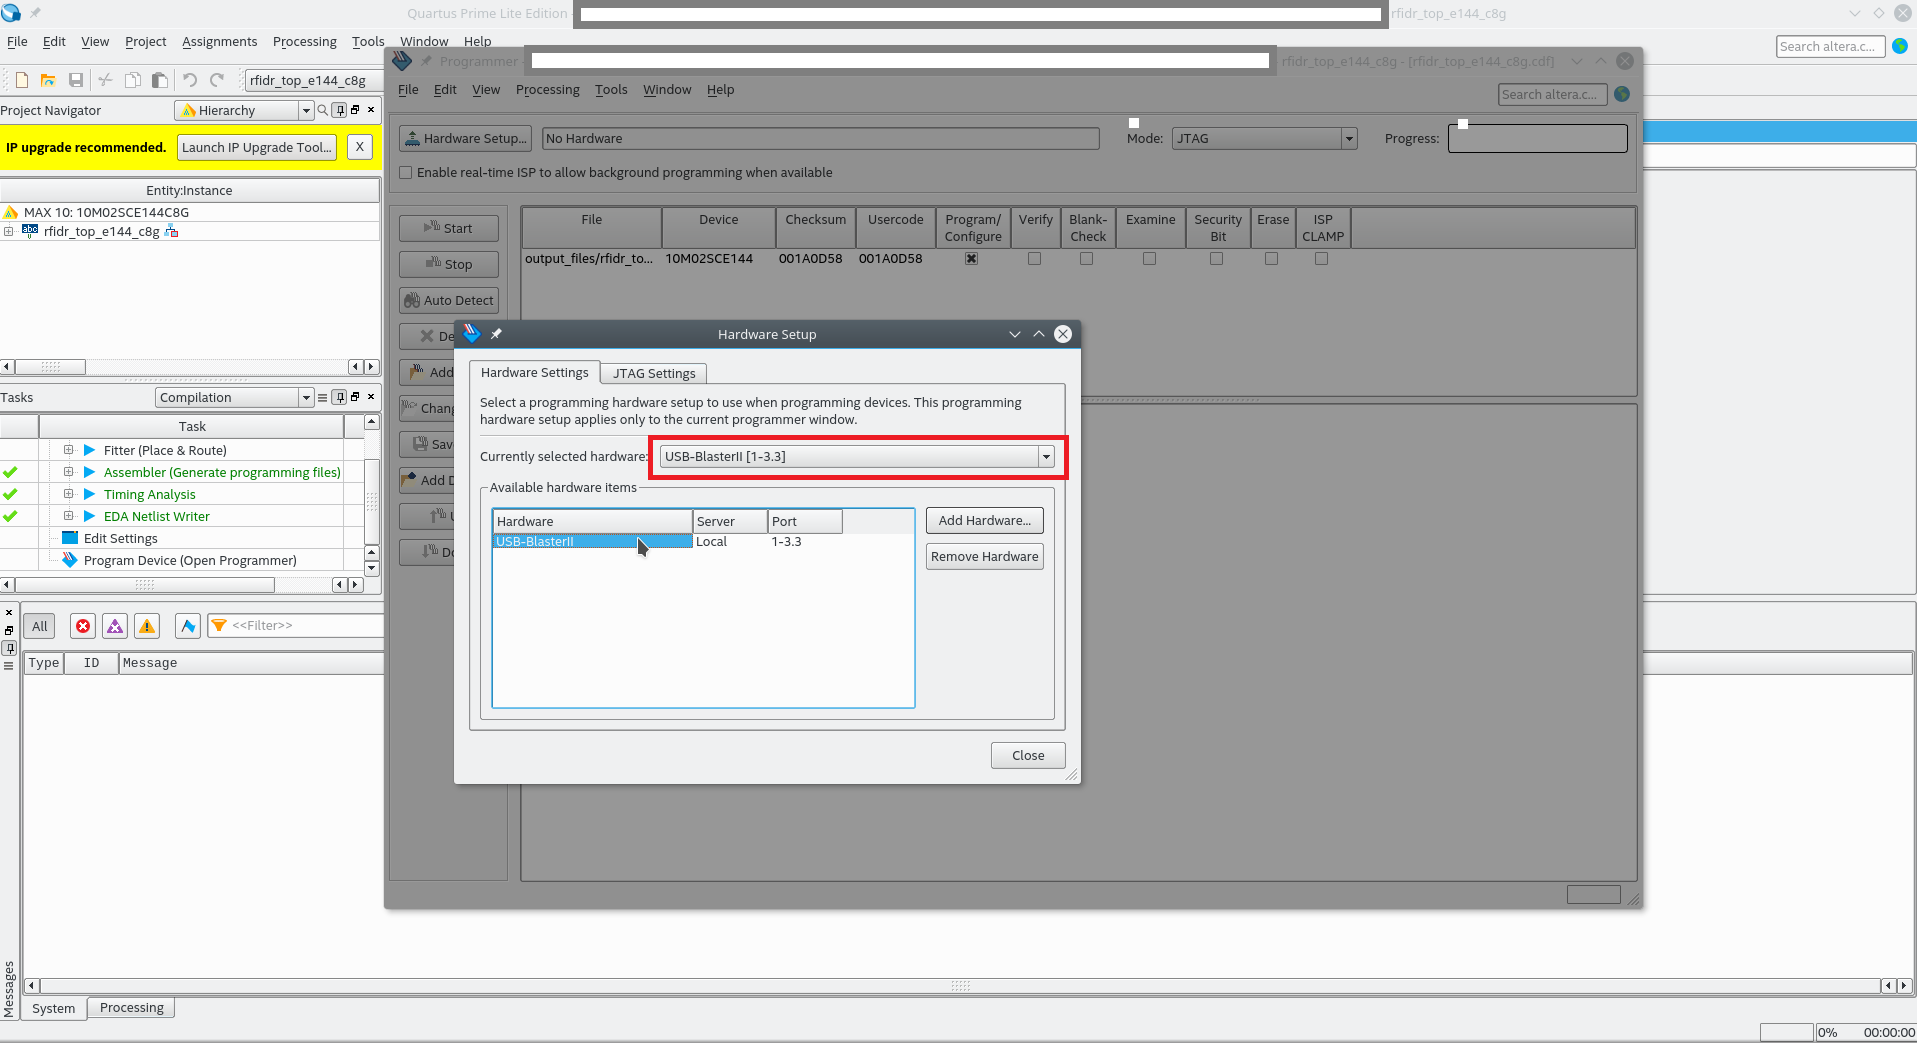 Quartus Prime Lite Edition -
rfidr_top_e144_c8g
File Edit View Project Assignments Processing Tools Window Help
Search altera.c...
rfidr_top_e144_c8g
Programmer -
rfidr_top_e144_c8g - [rfidr_top_e144_c8g.cdf]
File Edit View Processing Tools Window Help
Search altera.c...
Project Navigator
Hierarchy
IP upgrade recommended.
Launch IP Upgrade Tool...
X
Entity:Instance
MAX 10: 10M02SCE144C8G
abc
rfidr_top_e144_c8g
Hardware Setup...
No Hardware
Mode:
JTAG
Progress:
Enable real-time ISP to allow background programming when available
Start
Stop
Auto Detect
File Device Checksum Usercode Program/ Verify Blank- Examine Security Erase ISP
Configure Check Bit CLAMP
output_files/rfidr_to... 10M02SCE144 001A0D58 001A0D58
De
Add
Chang
Sav
Add D
U
Do
Tasks
Compilation
Task
Fitter (Place & Route)
Assembler (Generate programming files)
Timing Analysis
EDA Netlist Writer
Edit Settings
Program Device (Open Programmer)
Hardware Setup
Hardware Settings
JTAG Settings
Select a programming hardware setup to use when programming devices. This programming
hardware setup applies only to the current programmer window.
Currently selected hardware:
USB-BlasterII [1-3.3]
Available hardware items
Hardware Server Port
USB-BlasterII Local 1-3.3
Add Hardware...
Remove Hardware
Close
All
<<Filter>>
Type ID Message
Messages
System
Processing
0% 00:00:00